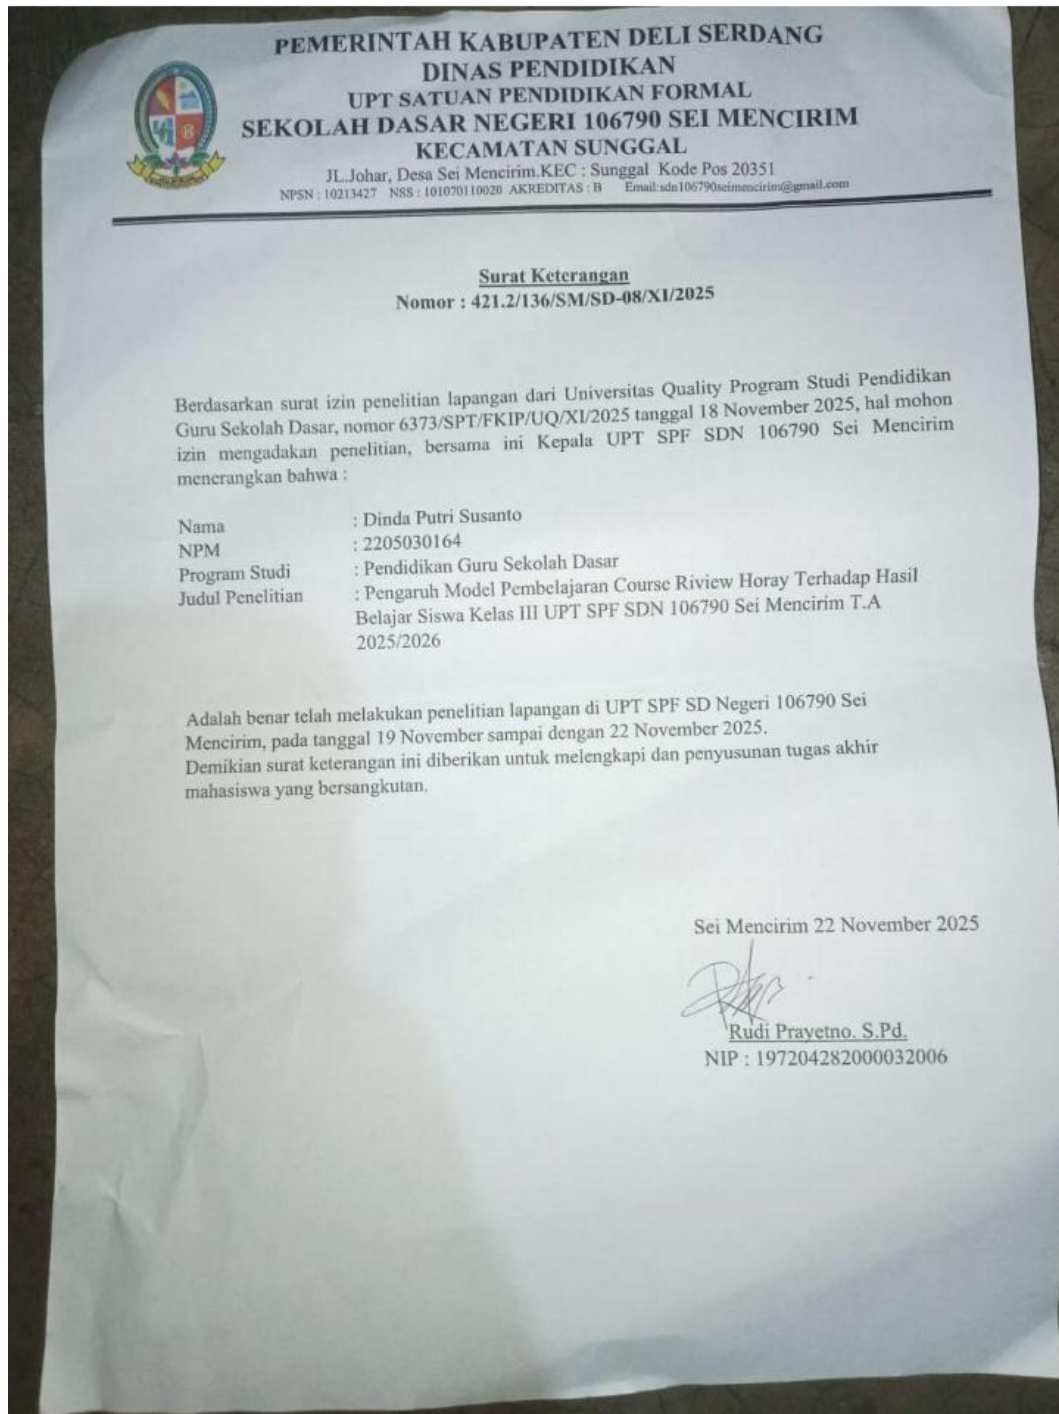 PEMERINTAH KABUPATEN DELI SERDANG
DINAS PENDIDIKAN
UPT SATUAN PENDIDIKAN FORMAL
SEKOLAH DASAR NEGERI 106790 SEI MENCIRIM
KECAMATAN SUNGGAL
JL.Johar, Desa Sei Mencirim.KEC : Sunggal Kode Pos 20351
NPSN : 10213427 NSS : 101070110020 AKREDITAS : B Email:sdn106790seimencirim@gmail.com
Surat Keterangan
Nomor : 421.2/136/SM/SD-08/XI/2025
Berdasarkan surat izin penelitian lapangan dari Universitas Quality Program Studi Pendidikan
Guru Sekolah Dasar, nomor 6373/SPT/FKIP/UQ/XI/2025 tanggal 18 November 2025, hal mohon
izin mengadakan penelitian, bersama ini Kepala UPT SPF SDN 106790 Sei Mencirim
menerangkan bahwa :
Nama : Dinda Putri Susanto
NPM : 2205030164
Program Studi : Pendidikan Guru Sekolah Dasar
Judul Penelitian : Pengaruh Model Pembelajaran Course Riview Horay Terhadap Hasil
Belajar Siswa Kelas III UPT SPF SDN 106790 Sei Mencirim T.A
2025/2026
Adalah benar telah melakukan penelitian lapangan di UPT SPF SD Negeri 106790 Sei
Mencirim, pada tanggal 19 November sampai dengan 22 November 2025.
Demikian surat keterangan ini diberikan untuk melengkapi dan penyusunan tugas akhir
mahasiswa yang bersangkutan.
Sei Mencirim 22 November 2025
Rudi Prayetno. S.Pd.
NIP : 197204282000032006